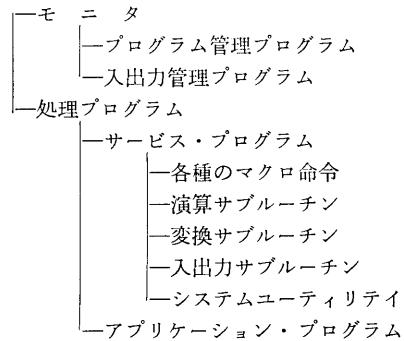 モニタ
プログラム管理プログラム
入出力管理プログラム
処理プログラム
サービス・プログラム
各種のマクロ命令
演算サブルーチン
変換サブルーチン
入出力サブルーチン
システムユーティリテイ
アプリケーション・プログラム